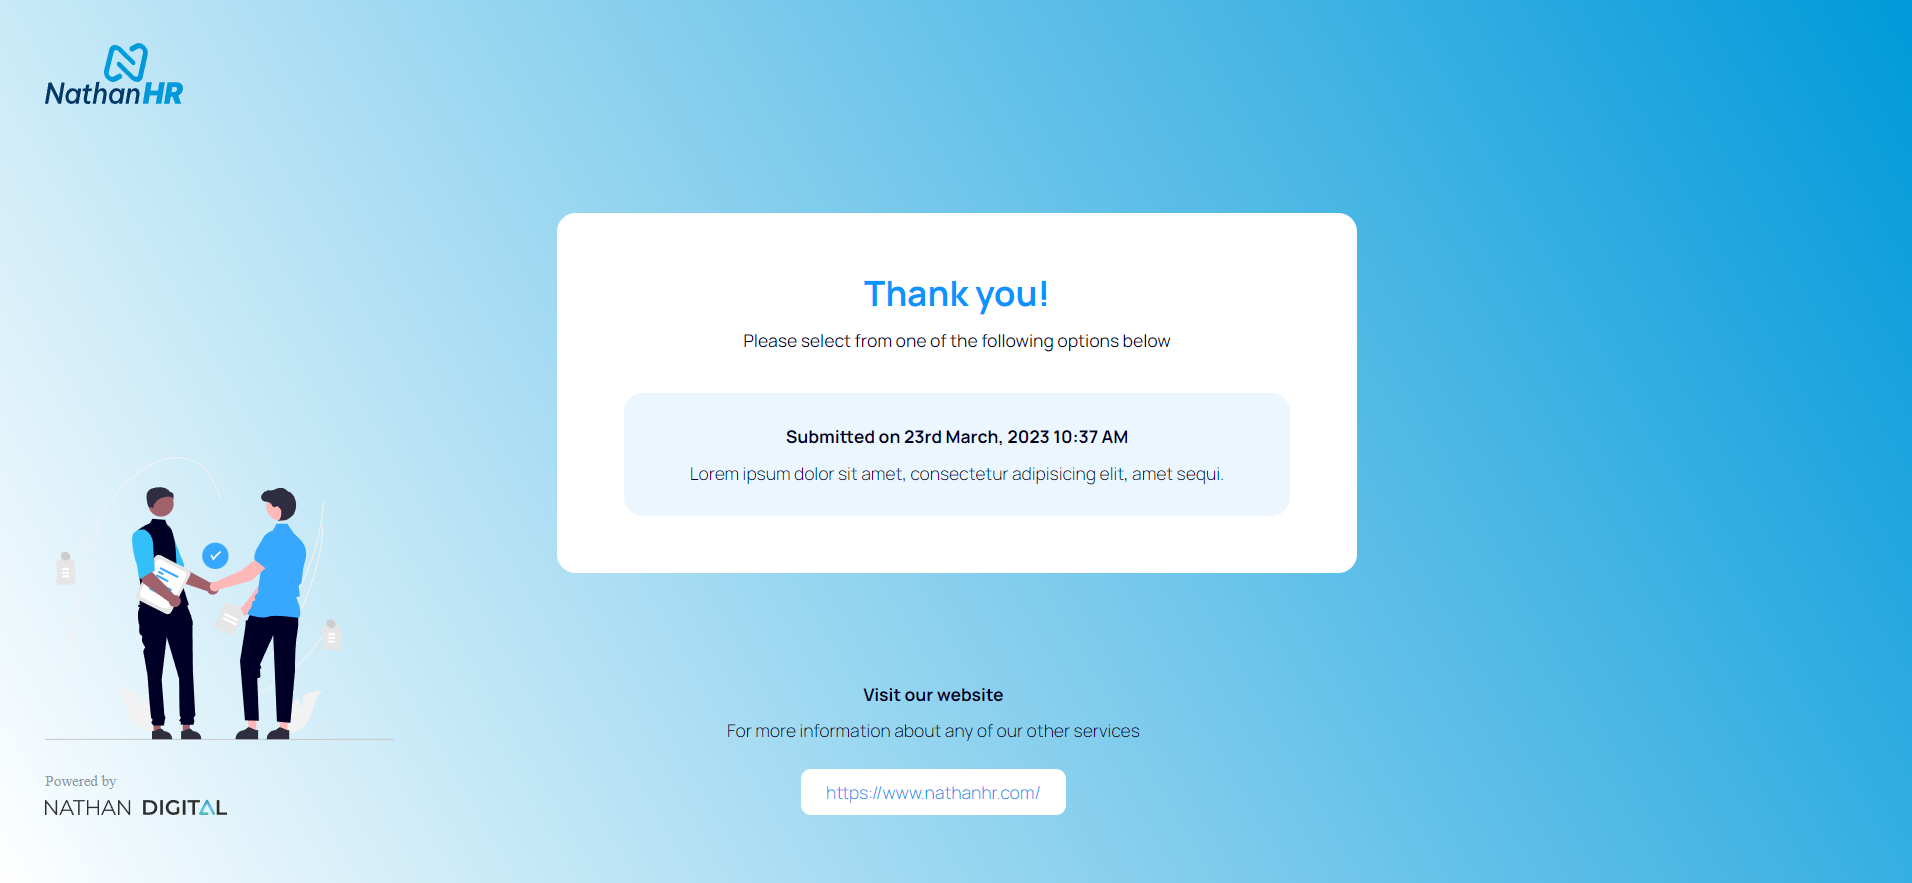 NathanHR
Thank you!
Please select from one of the following options below
Submitted on 23rd March, 2023 10:37 AM
Lorem ipsum dolor sit amet, consectetur adipisicing elit, amet sequi.
Visit our website
For more information about any of our other services
https://www.nathanhr.com/
Powered by
NATHAN DIGITAL